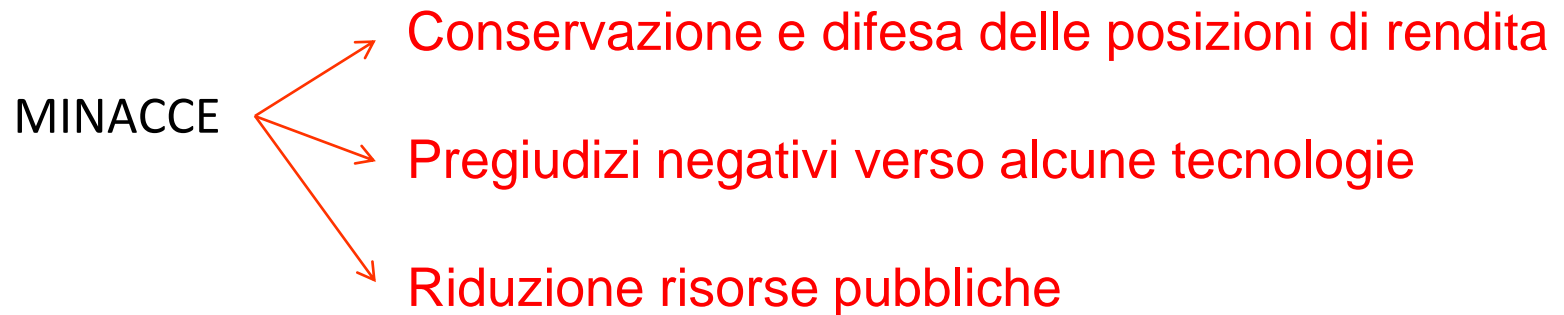 Conservazione e difesa delle posizioni di rendita
MINACCE
Pregiudizi negativi verso alcune tecnologie
Riduzione risorse pubbliche